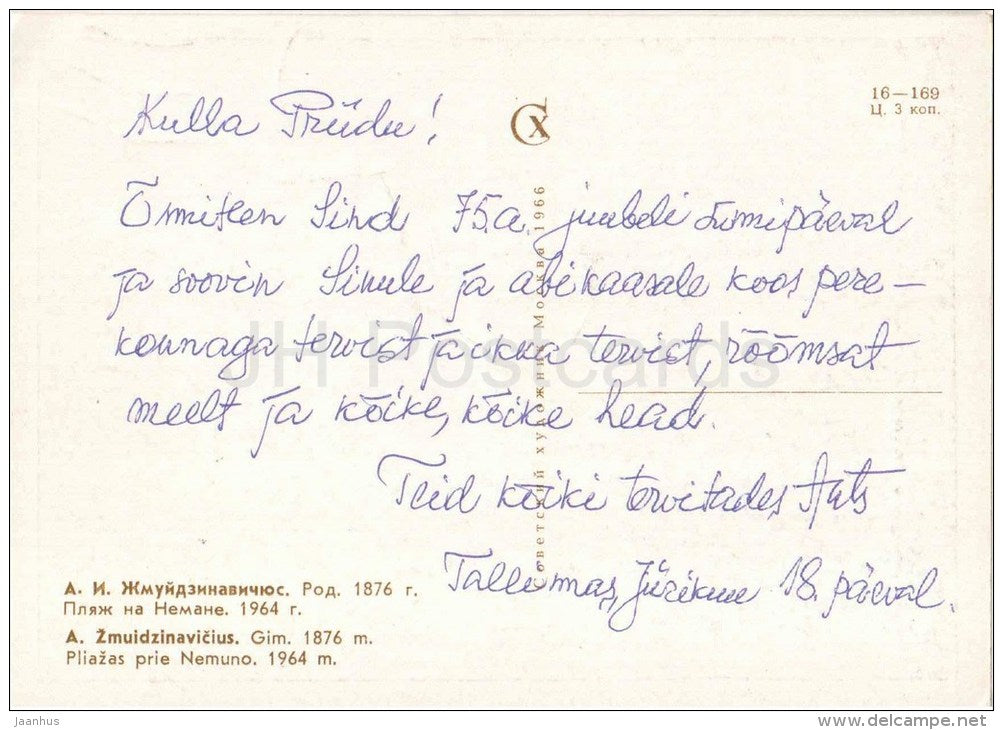 16—169
Ц. 3 коп.
СХ
Kulla Priidu!
Õnnitlen Sind 75.a. juubeli sünnipäeval
ja soovin Sinule ja abikaasale koos pere-
konnaga tervist ja ikka tervist, rõõmsat
meelt ja kõike, kõike head.
Teid kõiki tervitades Ants
Tallinnas, Jürikuu 18. päeval.
Советский художник Москва 1966
А. И. Жмуйдзинавичюс. Род. 1876 г.
Пляж на Немане. 1964 г.
A. Žmuidzinavičius. Gim. 1876 m.
Pliažas prie Nemuno. 1964 m.
JH Postcards
jaanhus
www.delcampe.net